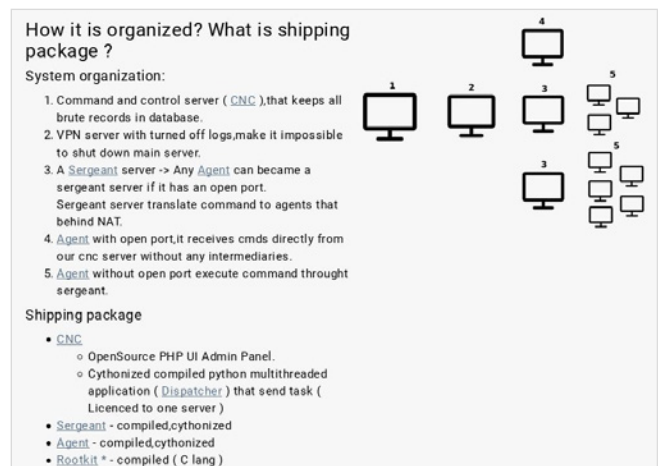 How it is organized? What is shipping
package ?
System organization:
1. Command and control server ( CNC ),that keeps all
brute records in database.
2. VPN server with turned off logs,make it impossible
to shut down main server.
3. A Sergeant server -> Any Agent can became a
sergeant server if it has an open port.
Sergeant server translate command to agents that
behind NAT.
4. Agent with open port,it receives cmds directly from
our cnc server without any intermediaries.
5. Agent without open port execute command throught
sergeant.
Shipping package
• CNC
◦ OpenSource PHP UI Admin Panel.
◦ Cythonized compiled python multithreaded
application ( Dispatcher ) that send task (
Licenced to one server )
• Sergeant - compiled,cythonized
• Agent - compiled,cythonized
• Rootkit * - compiled ( C lang )
4
1
2
3
5
3
5